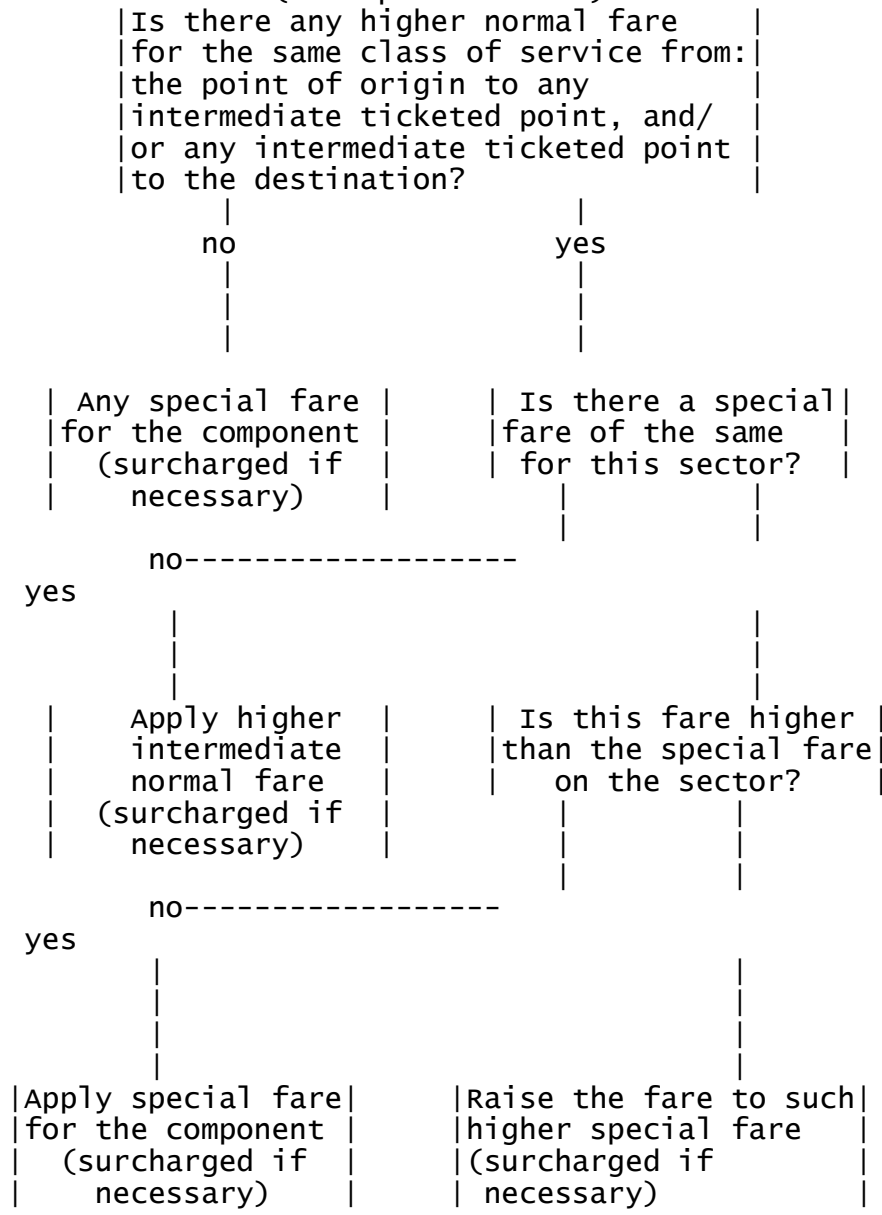 |Is there any higher normal fare |
|for the same class of service from:|
|the point of origin to any |
|intermediate ticketed point, and/ |
|or any intermediate ticketed point |
|to the destination? |
no yes
| Any special fare | | Is there a special|
|for the component | |fare of the same |
| (surcharged if | | for this sector? |
| necessary) |
no-------------------
yes
| Apply higher | | Is this fare higher |
| intermediate | |than the special fare|
| normal fare | | on the sector? |
| (surcharged if |
| necessary) |
no------------------
yes
|Apply special fare| |Raise the fare to such|
|for the component | |higher special fare |
| (surcharged if | |(surcharged if |
| necessary) | | necessary) |